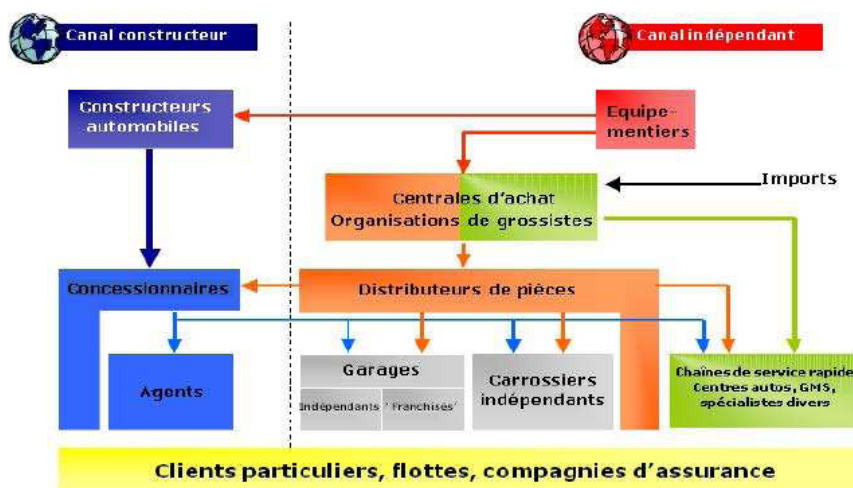 Canal constructeur
Canal indépendant
Constructeurs
automobiles
Equipe-
mentiers
Centrales d'achat
Organisations de grossistes
Imports
Concessionnaires
Distributeurs de pièces
Agents
Garages
Indépendants
'Franchisés'
Carrossiers
indépendants
Chaînes de service rapide
Centres autos, GMS,
spécialistes divers
Clients particuliers, flottes, compagnies d'assurance